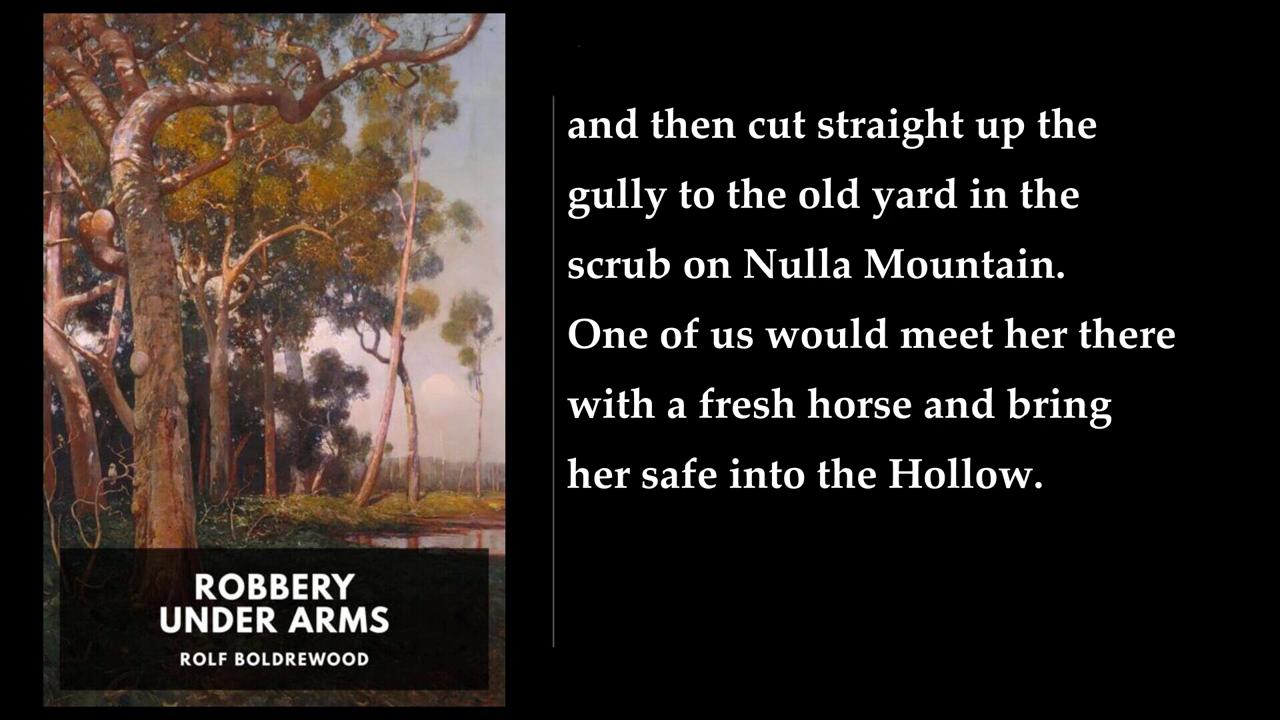 ROBBERY
UNDER ARMS
ROLF BOLDREWOOD
and then cut straight up the
gully to the old yard in the
scrub on Nulla Mountain.
One of us would meet her there
with a fresh horse and bring
her safe into the Hollow.